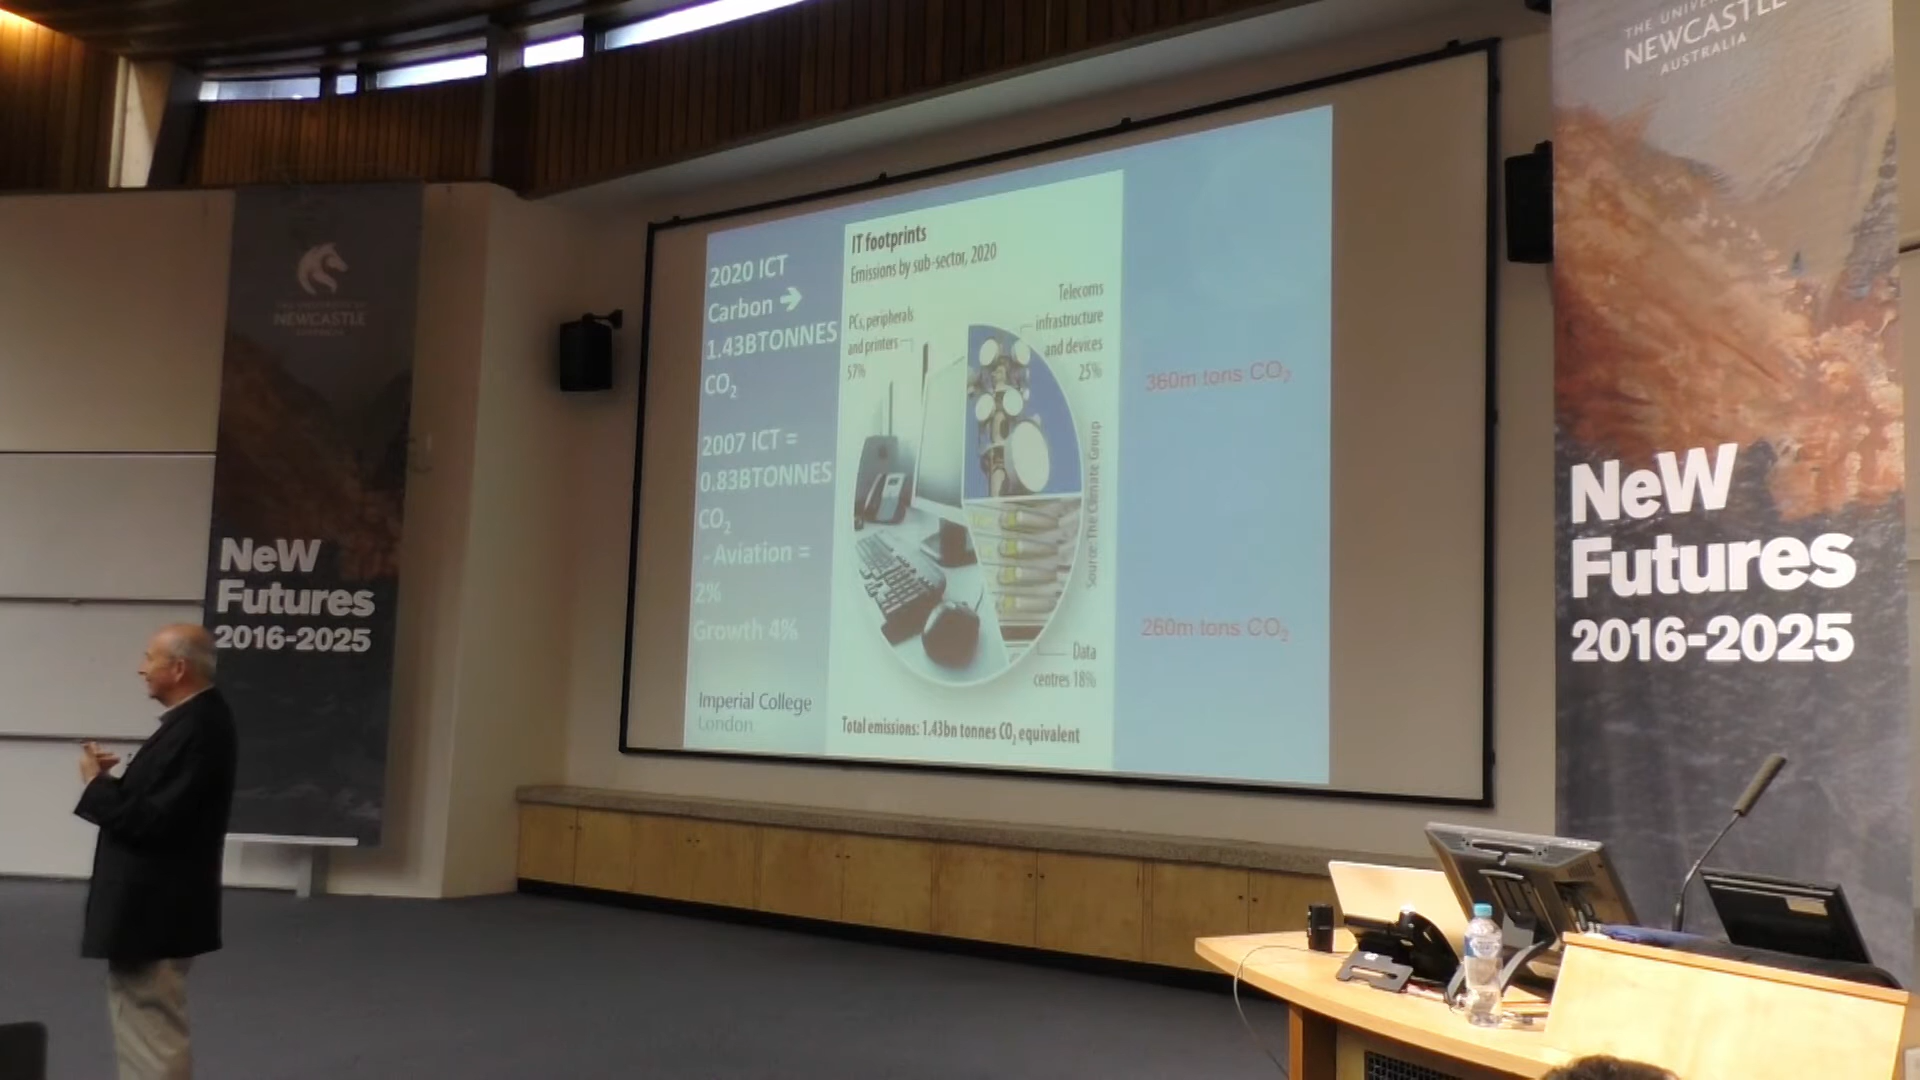 NEWCASTLE
NeW
Futures
2016-2025
2020 ICT
Carbon ➔
1.43BTONNES
CO₂
2007 ICT =
0.83BTONNES
CO₂
- Aviation =
2%
Growth 4%
Imperial College
London
IT footprints
Emissions by sub-sector, 2020
PCs, peripherals
and printers
57%
Telecoms
infrastructure
and devices
25%
Source: The Climate Group
Data
centres 18%
Total emissions: 1.43bn tonnes CO₂ equivalent
360m tons CO₂
260m tons CO₂
NEWCASTLE
AUSTRALIA
NeW
Futures
2016-2025